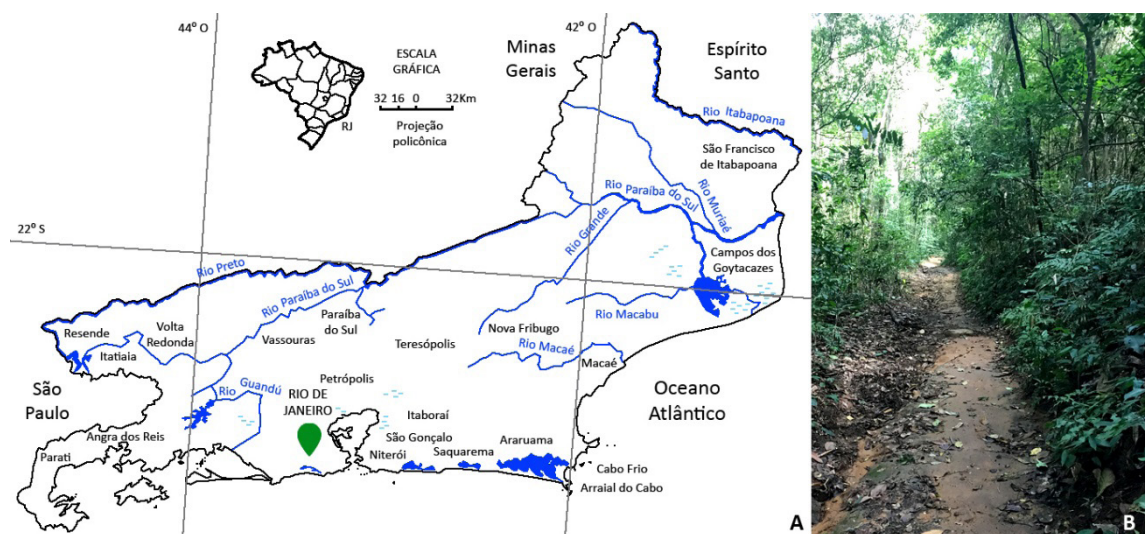 44º O
42º O
Minas
Gerais
Espírito
Santo
ESCALA
GRÁFICA
32 16 0 32Km
Projeção
policônica
RJ
Rio Itabapoana
São Francisco
de Itabapoana
Rio Muriaé
Rio Paraíba do Sul
Rio Grande
22º S
Campos dos
Goytacazes
Rio Preto
Rio Paraíba do Sul
Paraíba
do Sul
Rio Macabu
Resende
Volta
Redonda
Itatiaia
Vassouras
Nova Fribugo
Teresópolis
Rio Macaé
Macaé
São
Paulo
Rio Guandú
Petrópolis
RIO DE
JANEIRO
Oceano
Atlântico
Itaboraí
Angra dos Reis
São Gonçalo
Araruama
Parati
Niterói
Saquarema
Cabo Frio
Arraial do Cabo
A
B